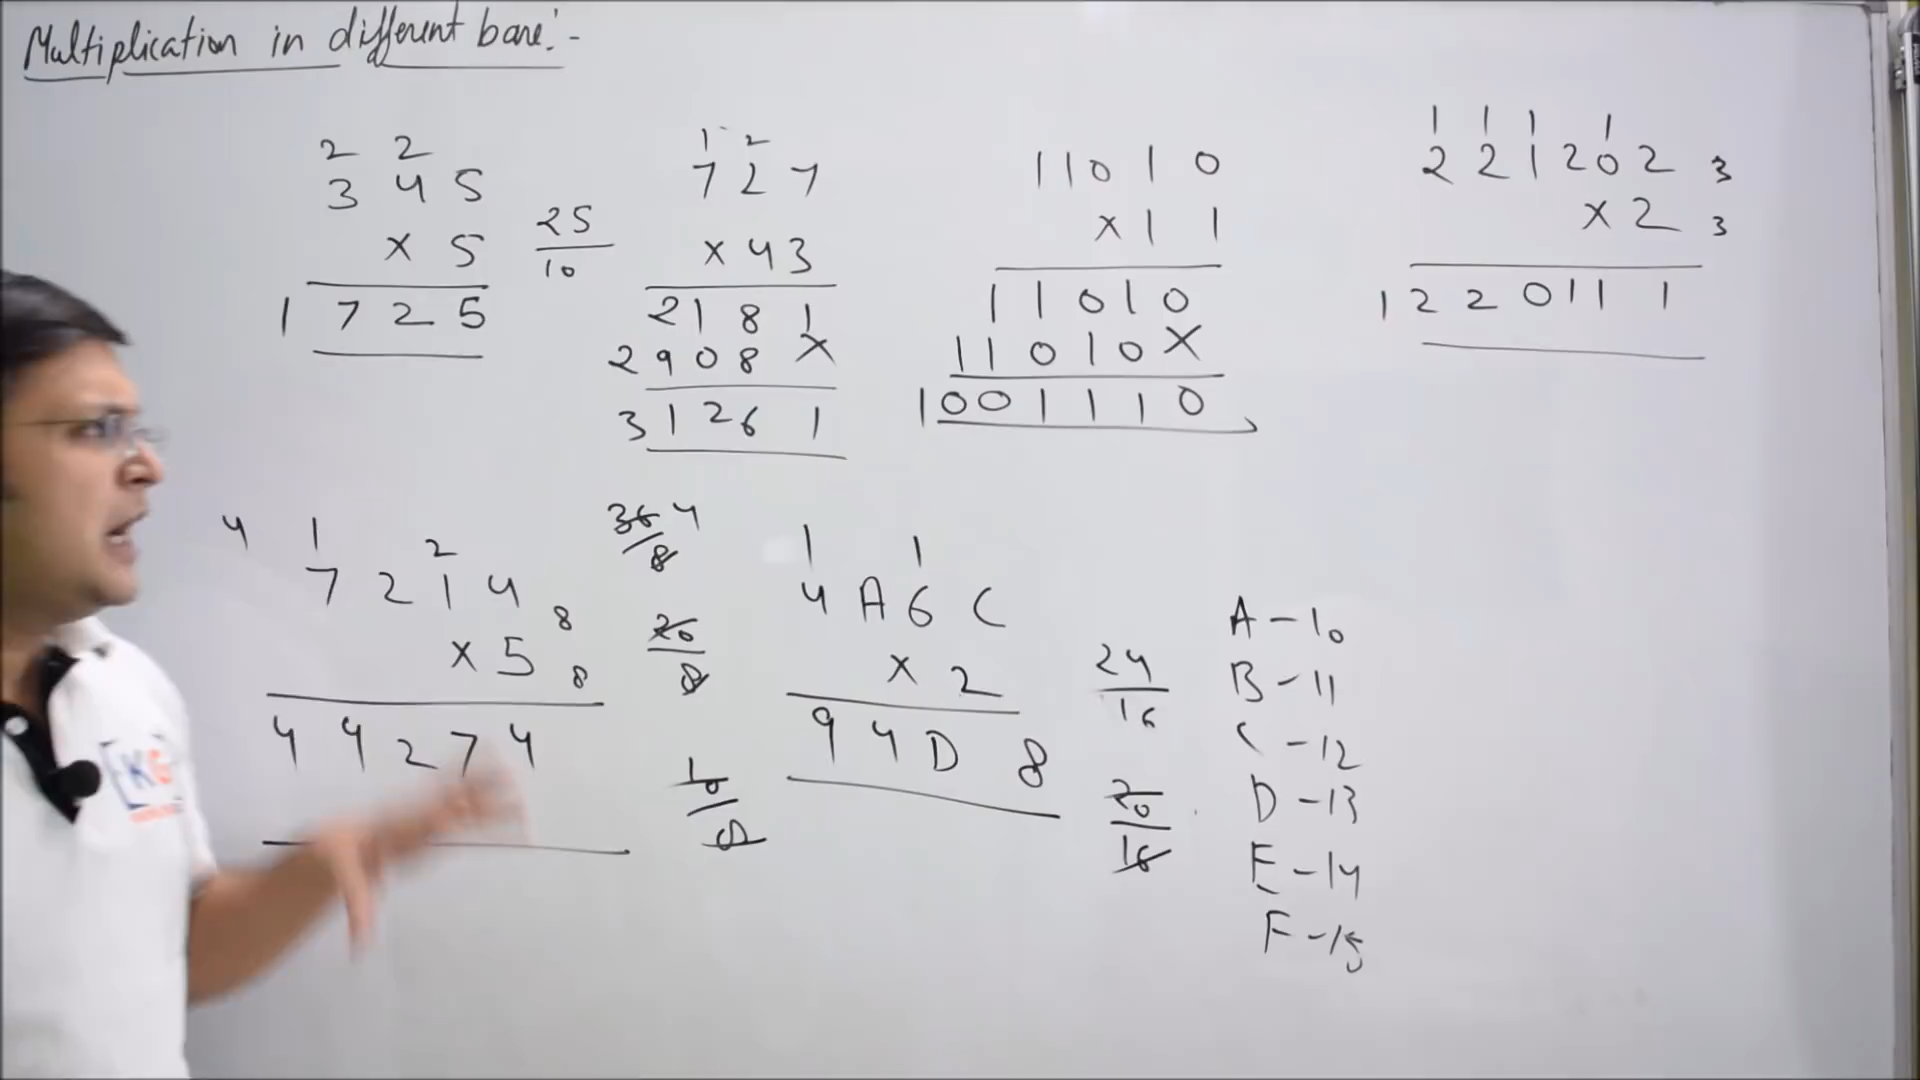 Multiplication in different base:-
2 2
3 4 5
× 5
1 7 2 5
25
10
1 2
7 2 7
× 4 3
2 1 8 1
2 9 0 8 ×
3 1 2 6 1
1 1 0 1 0
× 1 1
1 1 0 1 0
1 1 0 1 0 ×
1 0 0 1 1 1 0
1 1 1 1
2 2 1 2 0 2 3
× 2 3
1 2 2 0 1 1 1
4 1 2
7 2 1 4 8
× 5 8
4 4 2 7 4
36 4
8
20
8
10
8
1 1
4 A 6 C
× 2
9 4 D 8
24
16
20
16
A - 10
B - 11
C - 12
D - 13
E - 14
F - 15
KG